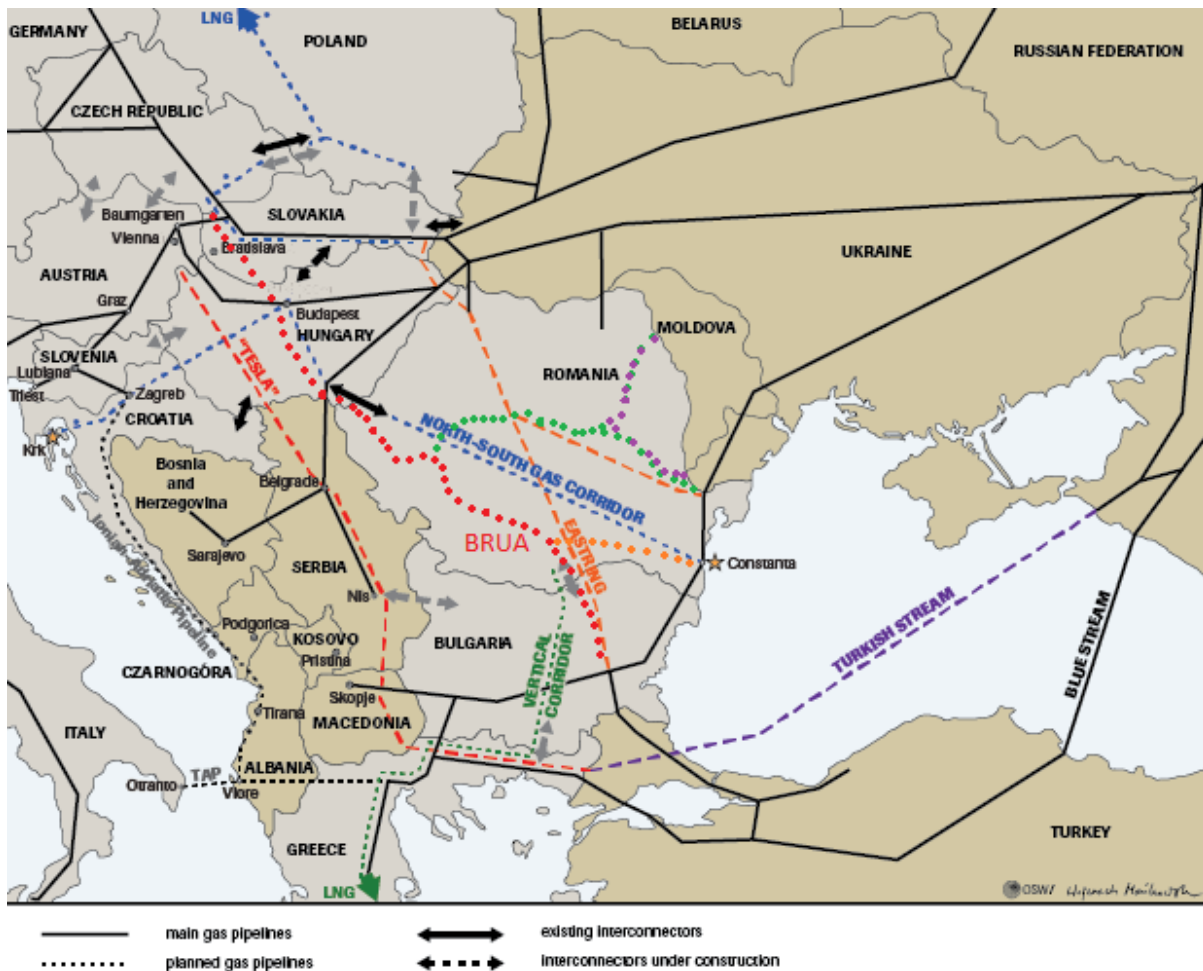 LNG
GERMANY
POLAND
BELARUS
RUSSIAN FEDERATION
CZECH REPUBLIC
Baumgarten
Vienna
SLOVAKIA
Bratislava
UKRAINE
AUSTRIA
Graz
Budapest
HUNGARY
MOLDOVA
SLOVENIA
Lublana
Triest
Zagreb
"TESLA"
ROMANIA
CROATIA
Krk
NORTH-SOUTH GAS CORRIDOR
Bosnia
and
Herzegovina
Belgrade
Sarajevo
BRUA
EASTRING
Constanta
SERBIA
Ionian-Adriatic Pipeline
Nis
TURKISH STREAM
BLUE STREAM
Podgorica
KOSOVO
Pristina
BULGARIA
VERTICAL
CORRIDOR
CZARNOGÓRA
Skopje
MACEDONIA
Tirana
ITALY
ALBANIA
TAP
Otranto
Vlore
GREECE
TURKEY
LNG
OSW
main gas pipelines
existing interconnectors
planned gas pipelines
interconnectors under construction